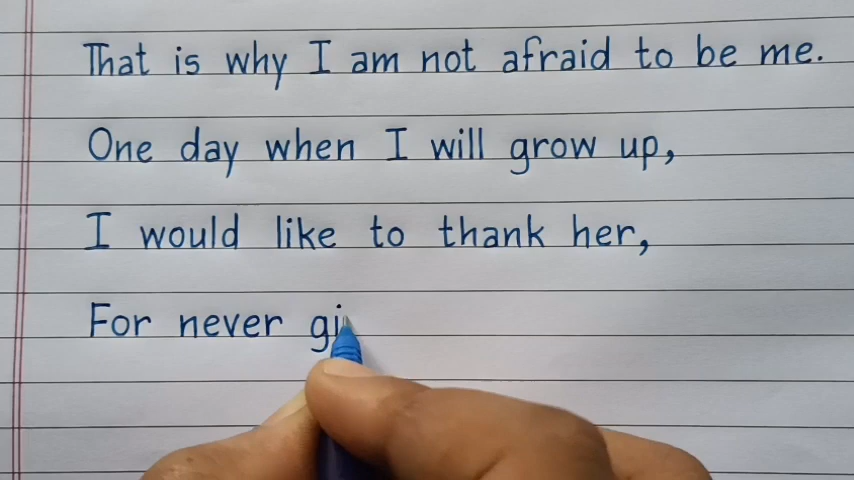 That is why I am not afraid to be me.
One day when I will grow up,
I would like to thank her,
For never gi